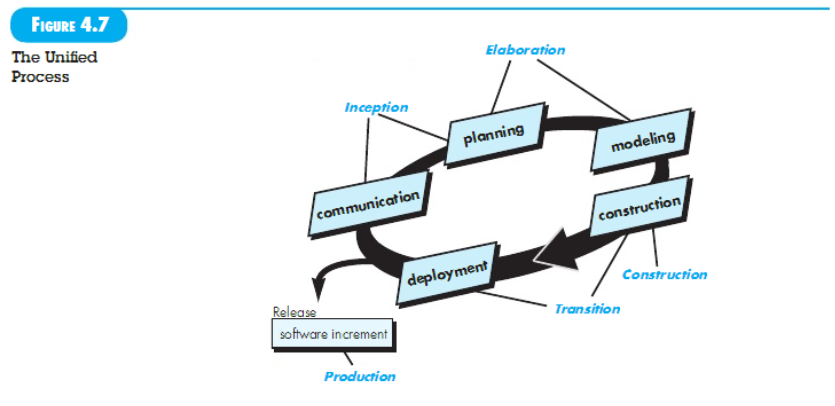 FIGURE 4.7
The Unified
Process
Elaboration
Inception
planning
modeling
communication
construction
deployment
Construction
Transition
Release
software increment
Production